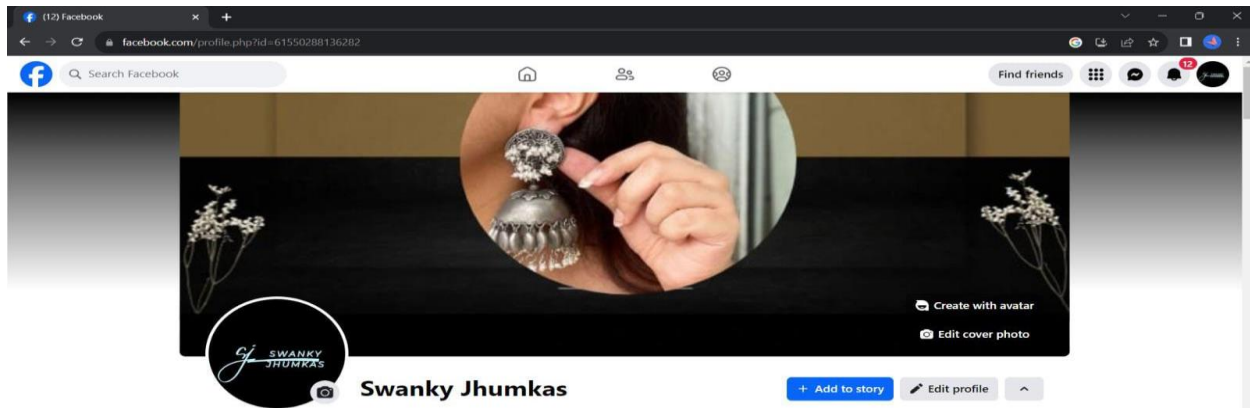 (12) Facebook
facebook.com/profile.php?id=61550288136282
Search Facebook
Find friends
12
Create with avatar
Edit cover photo
SJ SWANKY
JHUMKAS
Swanky Jhumkas
+ Add to story
Edit profile